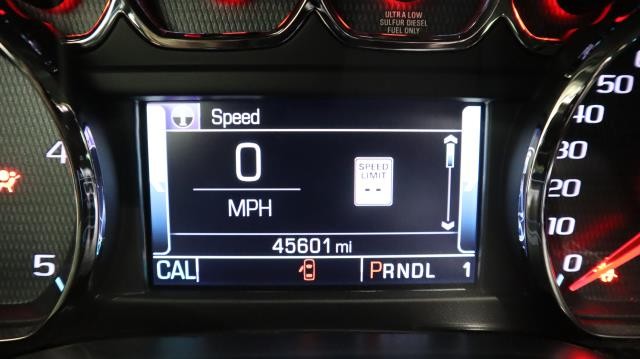 ULTRA LOW
SULFUR DIESEL
FUEL ONLY
Speed
0
MPH
SPEED
LIMIT
--
45601 mi
CAL
PRNDL 1
4
5
50
40
30
20
10
0